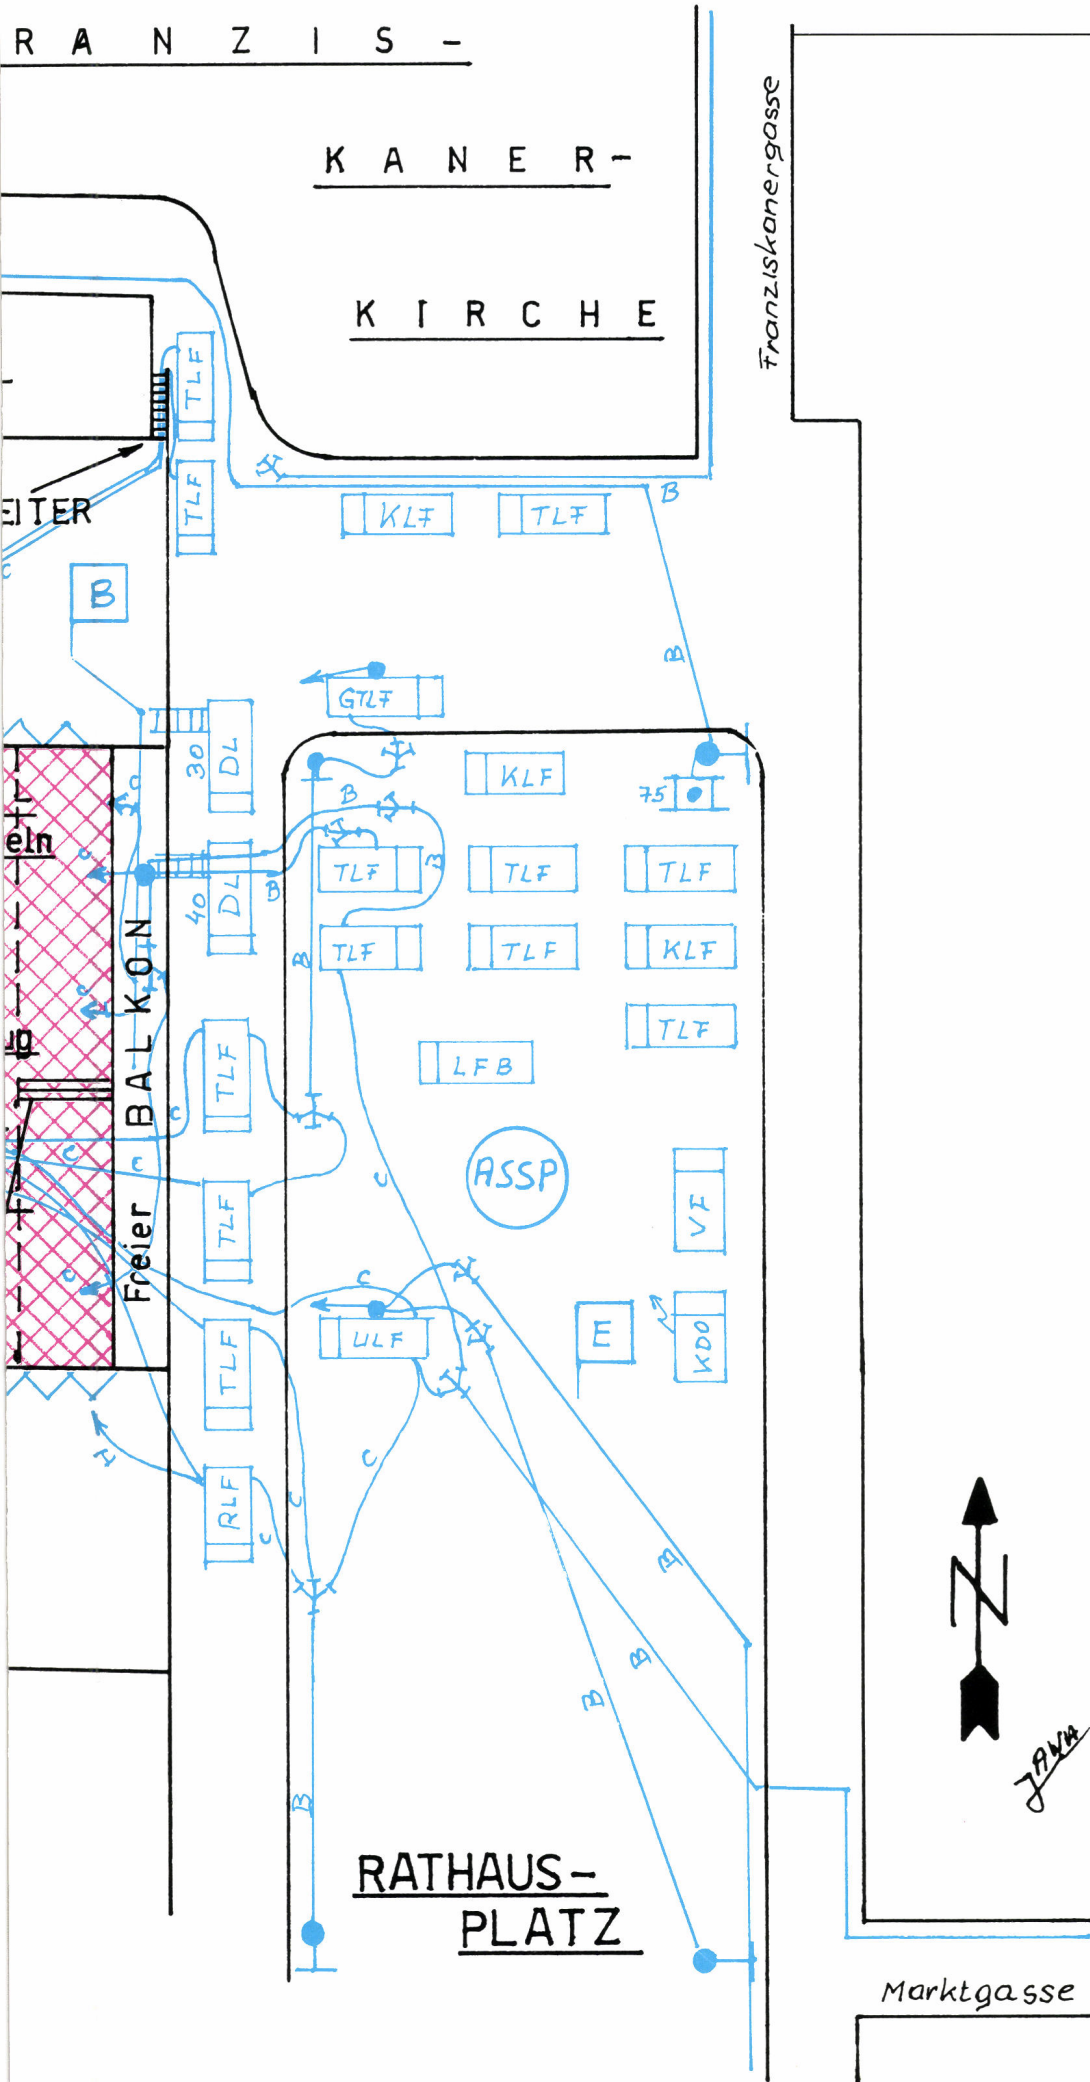 RANZIS-
KANER-
KIRCHE
Franziskanergasse
TLF
TLF
EITER
C
B
KLF
TLF
B
B
GTLF
30
DL
KLF
75
B
eln
C
C
TLF
TLF
TLF
B
B
40
DL
TLF
TLF
KLF
B
C
TLF
LFB
Freier BALKON
TLF
C
C
C
C
ASSP
VF
TLF
C
C
ULF
E
KDO
TLF
C
C
RLF
C
B
B
B
N
JAWA
B
RATHAUS-
PLATZ
Marktgasse